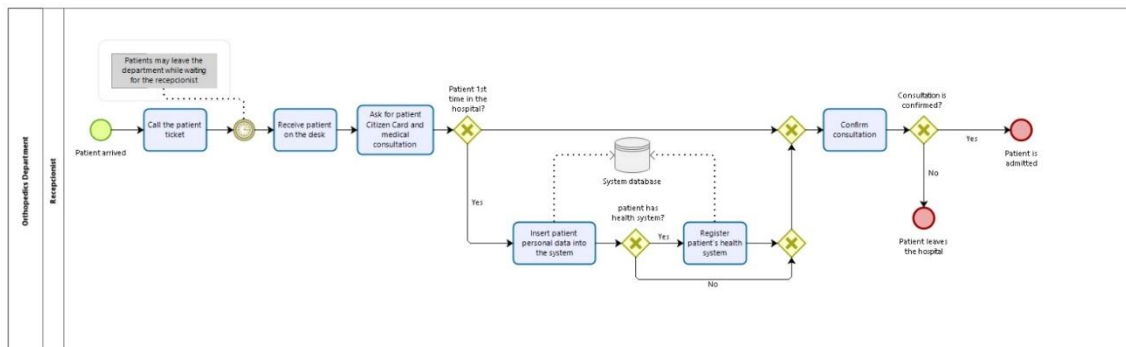 Orthopedics Department
Recepcionist
Patients may leave the
department while waiting
for the recepcionist
Patient arrived
Call the patient
ticket
Receive patient
on the desk
Ask for patient
Citizen Card and
medical
consultation
Patient 1st
time in the
hospital?
Yes
Insert patient
personal data into
the system
System database
patient has
health system?
Yes
No
Register
patient's health
system
Confirm
consultation
Consultation is
confirmed?
Yes
No
Patient is
admitted
Patient leaves
the hospital